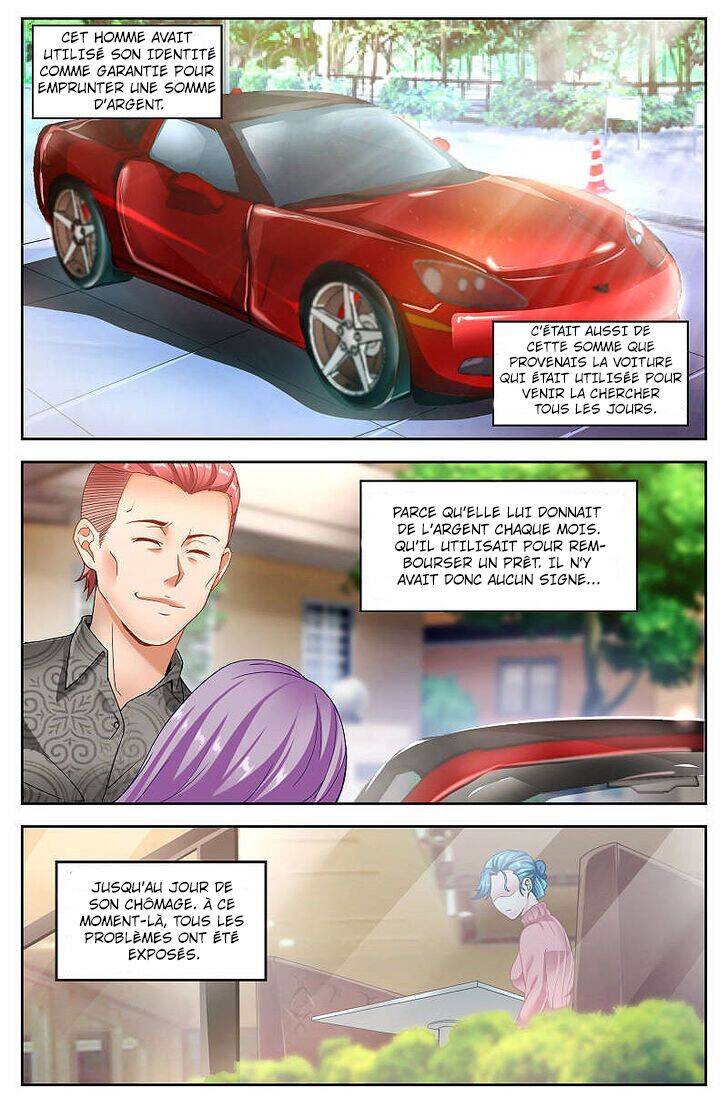 CET HOMME AVAIT
UTILISÉ SON IDENTITÉ
COMME GARANTIE POUR
EMPRUNTER UNE SOMME
D'ARGENT.
C'ÉTAIT AUSSI DE
CETTE SOMME QUE
PROVENAIS LA VOITURE
QUI ÉTAIT UTILISÉE POUR
VENIR LA CHERCHER
TOUS LES JOURS.
PARCE QU'ELLE LUI DONNAIT
DE L'ARGENT CHAQUE MOIS.
QU'IL UTILISAIT POUR REM-
BOURSER UN PRÊT. IL N'Y
AVAIT DONC AUCUN SIGNE...
JUSQU'AU JOUR DE
SON CHÔMAGE. À CE
MOMENT-LÀ, TOUS LES
PROBLÈMES ONT ÉTÉ
EXPOSÉS.